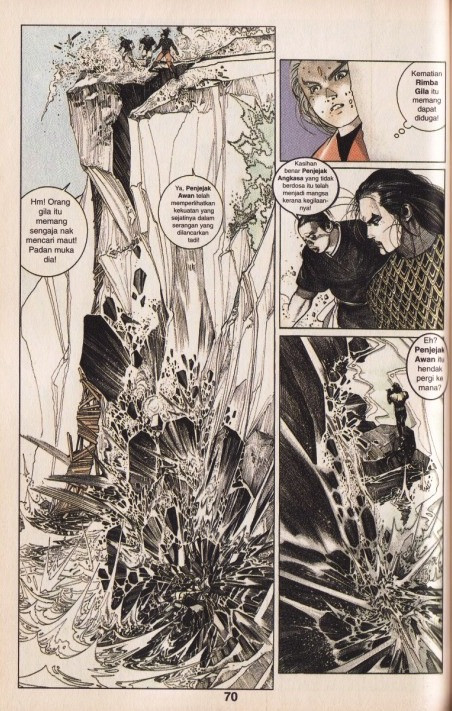 Hm! Orang
gila itu
memang
sengaja nak
mencari maut!
Padan muka
dia!
Ya, Penjejak
Awan telah
memperlihatkan
kekuatan yang
sejatinya dalam
serangan yang
dilancarkan
tadi!
Kematian
Rimba
Gila itu
memang
dapat
diduga!
Kasihan
benar Penjejak
Angkasa yang tidak
berdosa itu telah
menjadi mangsa
kerana kegilaan-
nya!
Eh?
Penjejak
Awan itu
hendak
pergi ke
mana?
70